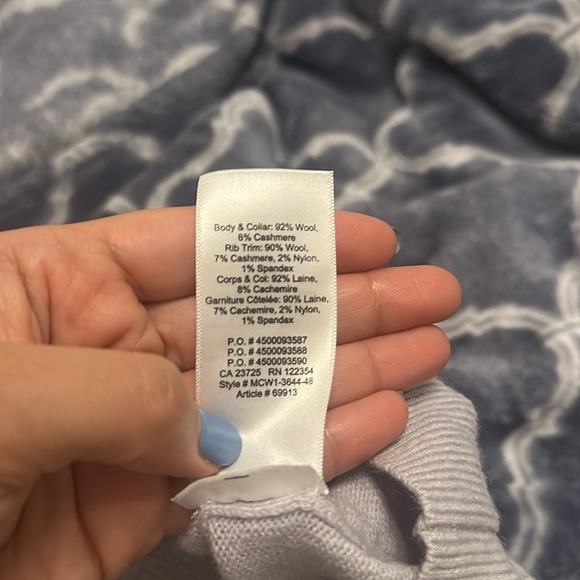 Body & Collar: 92% Wool,
8% Cashmere
Rib Trim: 90% Wool,
7% Cashmere, 2% Nylon,
1% Spandex
Corps & Col: 92% Laine,
8% Cachemire
Garniture Côtelée: 90% Laine,
7% Cachemire, 2% Nylon,
1% Spandex
P.O. # 4500093587
P.O. # 4500093588
P.O. # 4500093590
CA 23725 RN 122354
Style # MCW1-3644-48
Article # 69913